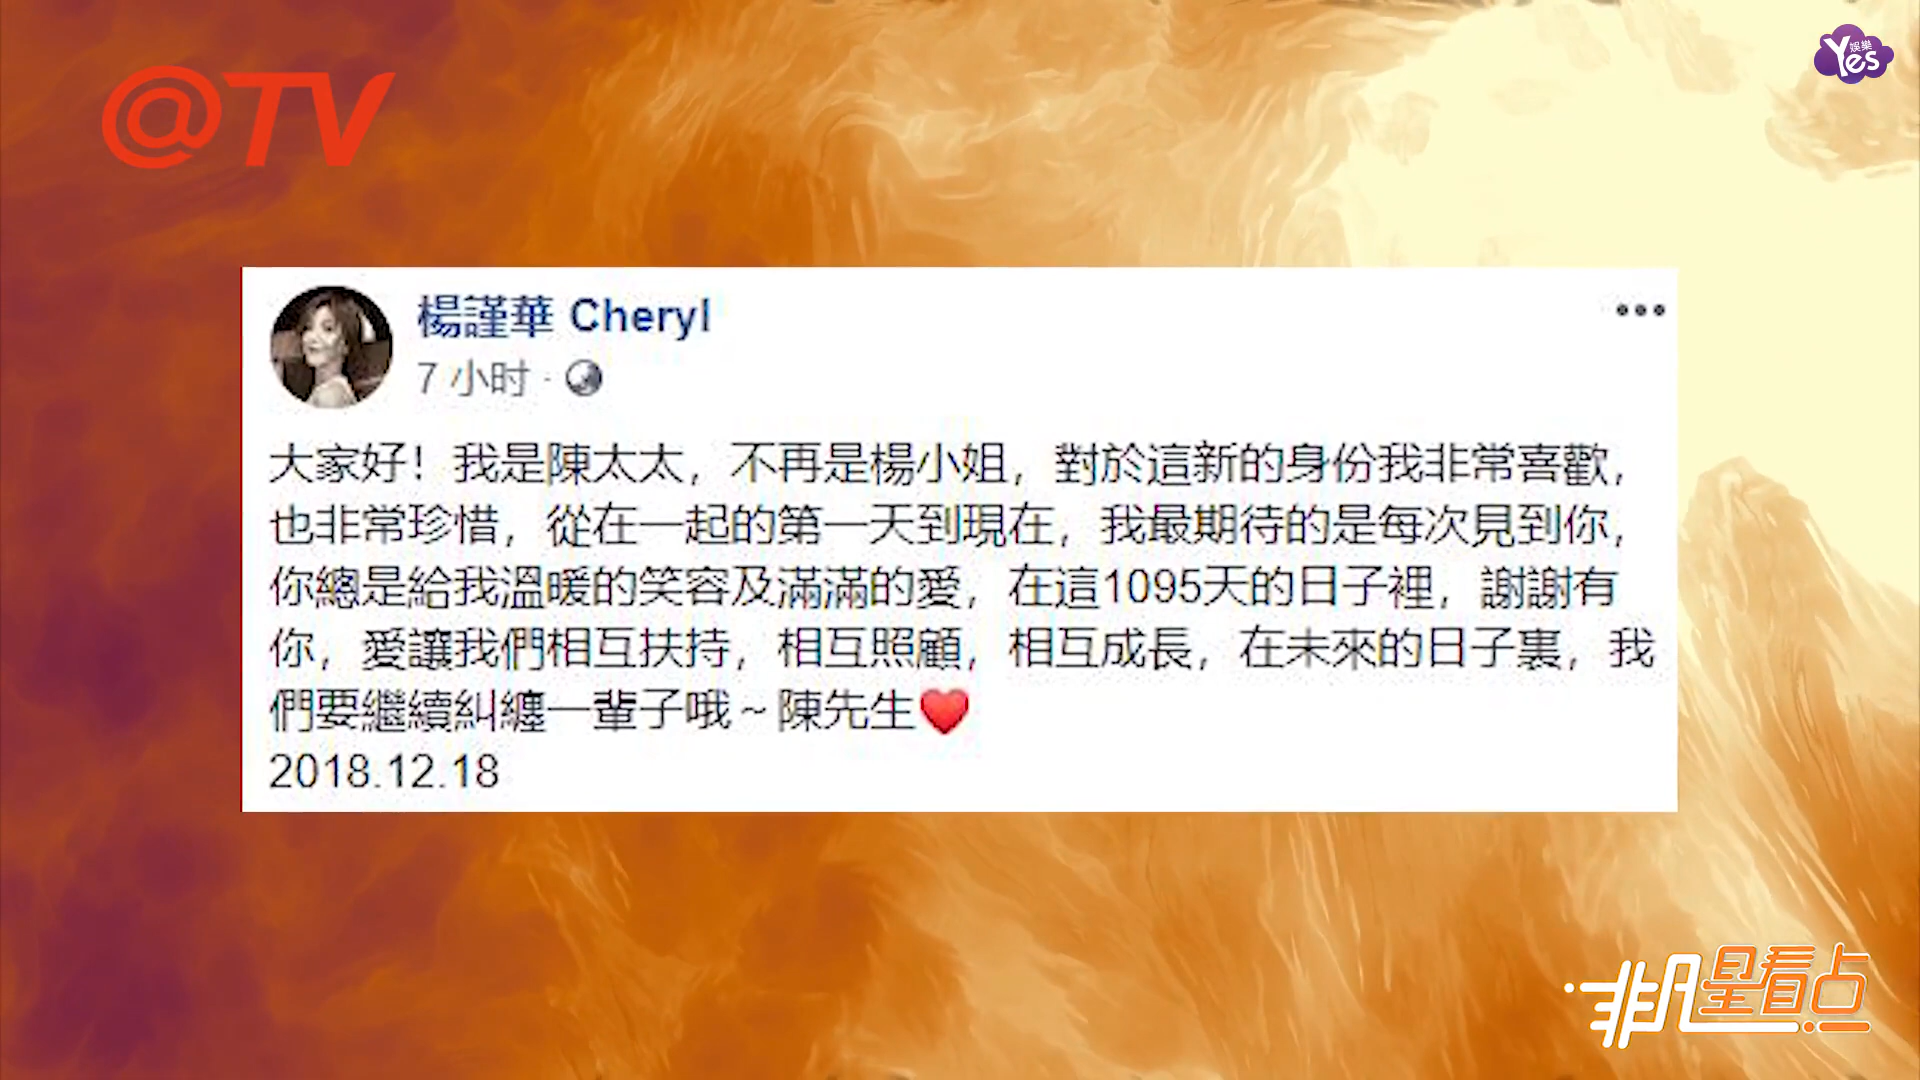 @TV
Yes 娛樂
楊謹華 Cheryl
7 小时 ·
大家好！我是陳太太，不再是楊小姐，對於這新的身份我非常喜歡，
也非常珍惜，從在一起的第一天到現在，我最期待的是每次見到你，
你總是給我溫暖的笑容及滿滿的愛，在這1095天的日子裡，謝謝有
你，愛讓我們相互扶持，相互照顧，相互成長，在未來的日子裏，我
們要繼續糾纏一輩子哦～陳先生❤️
2018.12.18
非凡星看点